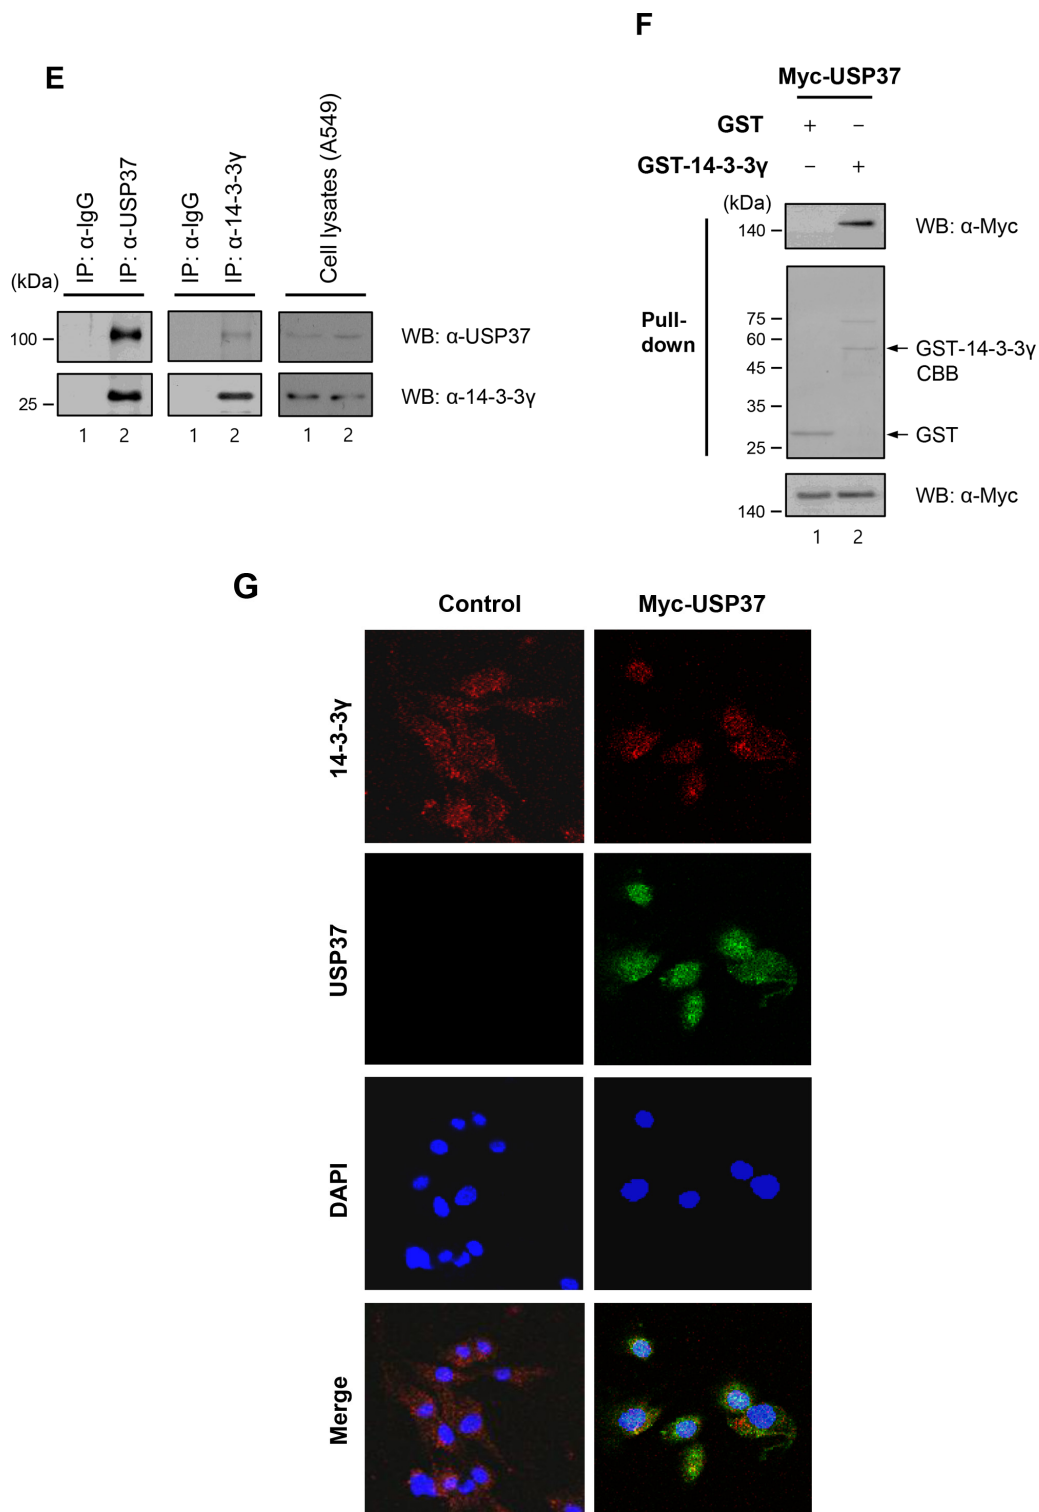 E
(kDa)
IP: α-IgG
IP: α-USP37
IP: α-IgG
IP: α-14-3-3γ
Cell lysates (A549)
100
WB: α-USP37
25
WB: α-14-3-3γ
1 2 1 2 1 2
F
Myc-USP37
GST + −
GST-14-3-3γ − +
(kDa)
140
WB: α-Myc
Pull-
down
75
60
45
35
25
GST-14-3-3γ
CBB
GST
140
WB: α-Myc
1 2
G
Control Myc-USP37
14-3-3γ
USP37
DAPI
Merge